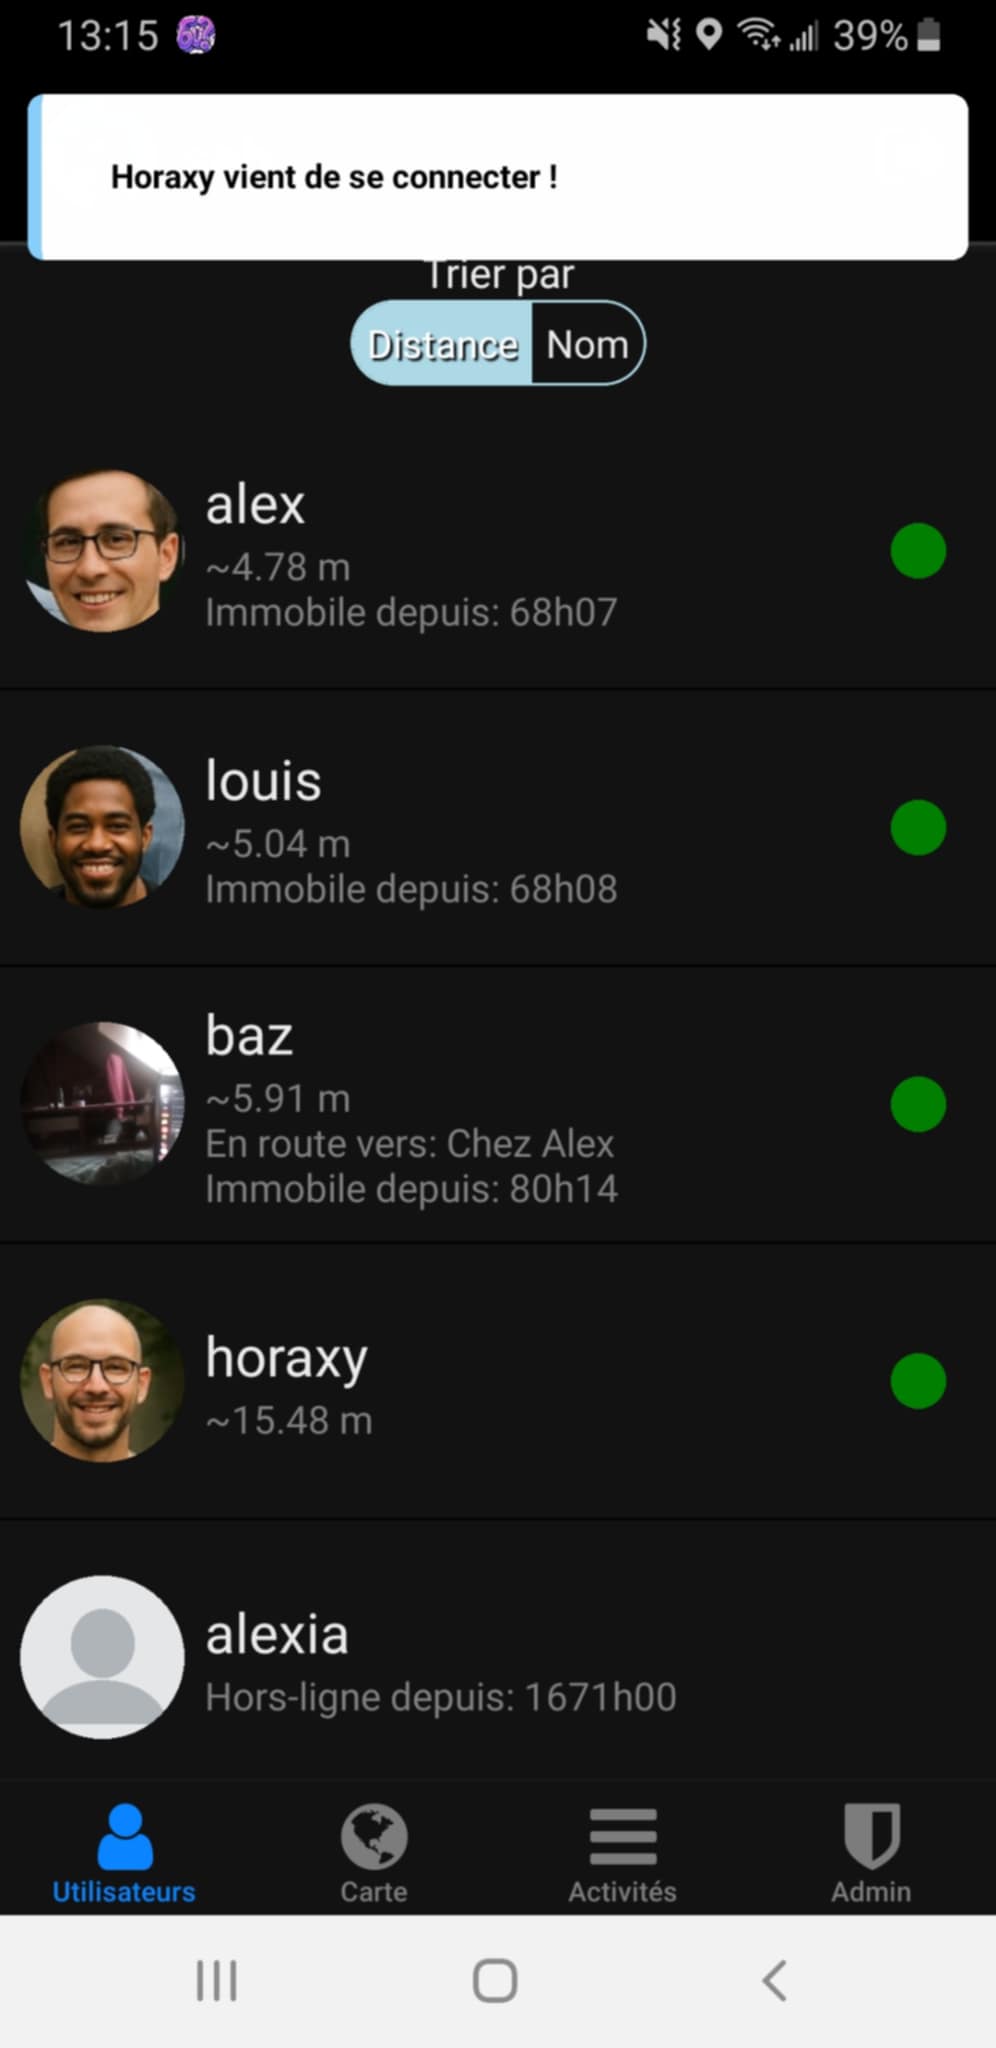 13:15
39%
Horaxy vient de se connecter !
Trier par
Distance Nom
alex
~4.78 m
Immobile depuis: 68h07
louis
~5.04 m
Immobile depuis: 68h08
baz
~5.91 m
En route vers: Chez Alex
Immobile depuis: 80h14
horaxy
~15.48 m
alexia
Hors-ligne depuis: 1671h00
Utilisateurs Carte Activités Admin